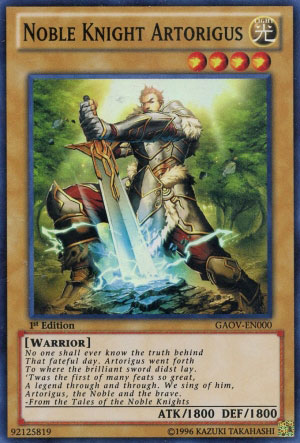 NOBLE KNIGHT ARTORIGUS
LIGHT
光
1st Edition
GAOV-EN000
[WARRIOR]
No one shall ever know the truth behind
That fateful day. Artorigus went forth
To where the brilliant sword didst lay.
'Twas the first of many feats so great,
A legend through and through. We sing of him,
Artorigus, the Noble and the brave.
-From the Tales of the Noble Knights
ATK/1800 DEF/1800
92125819
©1996 KAZUKI TAKAHASHI